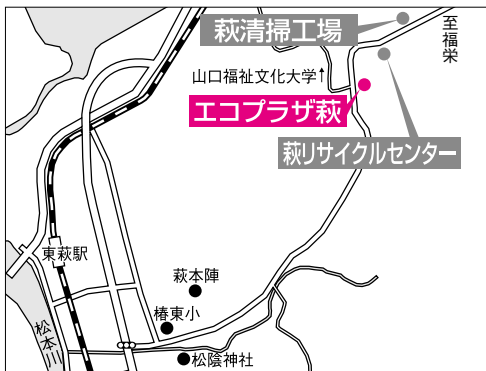 萩清掃工場
至福栄
山口福祉文化大学↑
エコプラザ萩
萩リサイクルセンター
東萩駅
萩本陣
椿東小
松本川
松陰神社